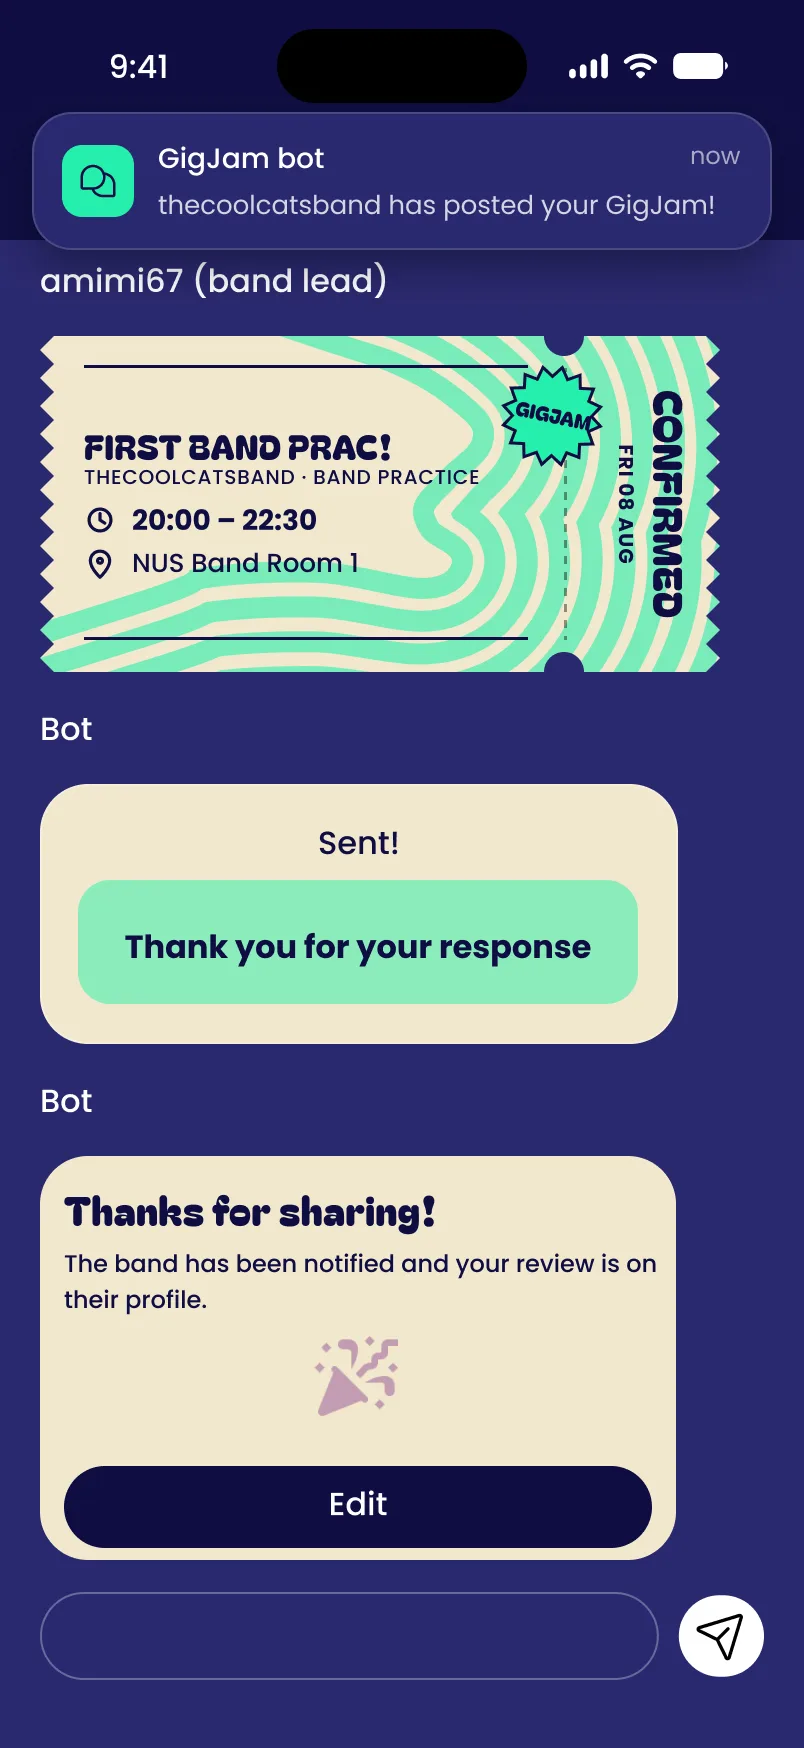 9:41
GigJam bot
now
thecoolcatsband has posted your GigJam!
amimi67 (band lead)
GIGJAM
FIRST BAND PRAC!
THECOOLCATSBAND · BAND PRACTICE
20:00 – 22:30
NUS Band Room 1
FRI 08 AUG
CONFIRMED
Bot
Sent!
Thank you for your response
Bot
Thanks for sharing!
The band has been notified and your review is on
their profile.
Edit